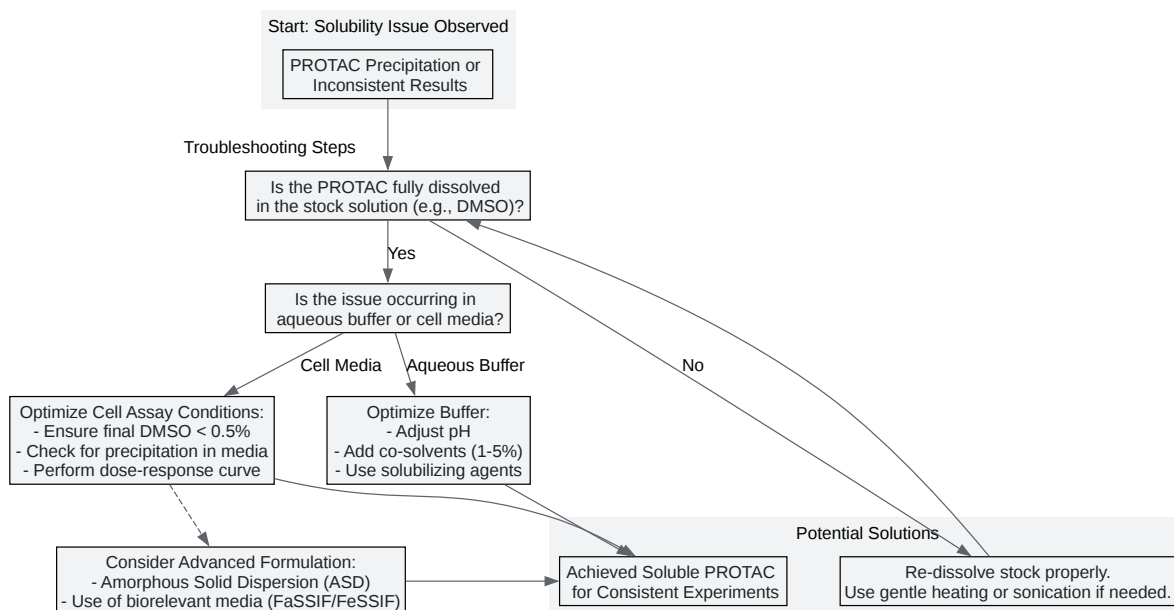 Start: Solubility Issue Observed
PROTAC Precipitation or
Inconsistent Results
Troubleshooting Steps
Is the PROTAC fully dissolved
in the stock solution (e.g., DMSO)?
Yes
No
Is the issue occurring in
aqueous buffer or cell media?
Cell Media
Aqueous Buffer
Optimize Cell Assay Conditions:
- Ensure final DMSO < 0.5%
- Check for precipitation in media
- Perform dose-response curve
Optimize Buffer:
- Adjust pH
- Add co-solvents (1-5%)
- Use solubilizing agents
Potential Solutions
Consider Advanced Formulation:
- Amorphous Solid Dispersion (ASD)
- Use of biorelevant media (FaSSIF/FeSSIF)
Achieved Soluble PROTAC
for Consistent Experiments
Re-dissolve stock properly.
Use gentle heating or sonication if needed.